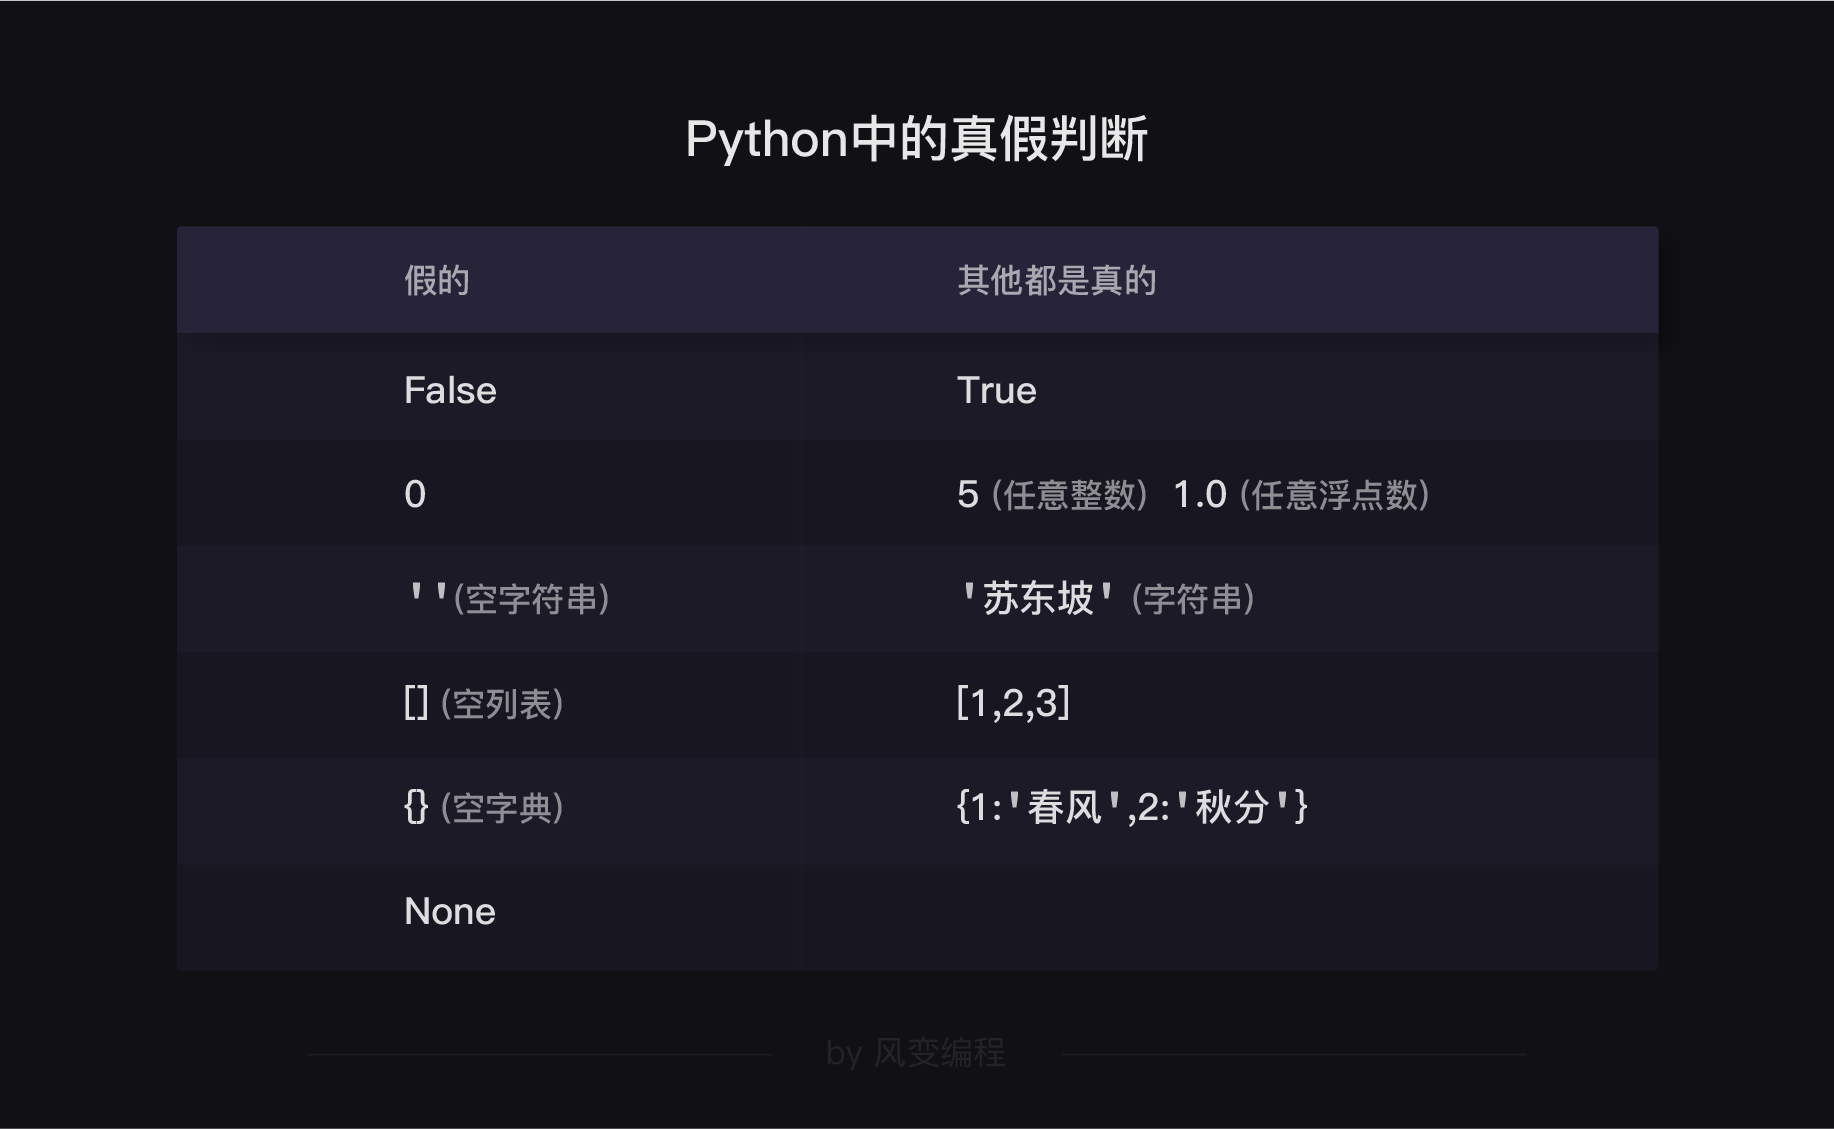 Python中的真假判断
假的 其他都是真的
False True
0 5 (任意整数) 1.0 (任意浮点数)
' '(空字符串) '苏东坡' (字符串)
[] (空列表) [1,2,3]
{} (空字典) {1:'春风',2:'秋分'}
None
by 风变编程